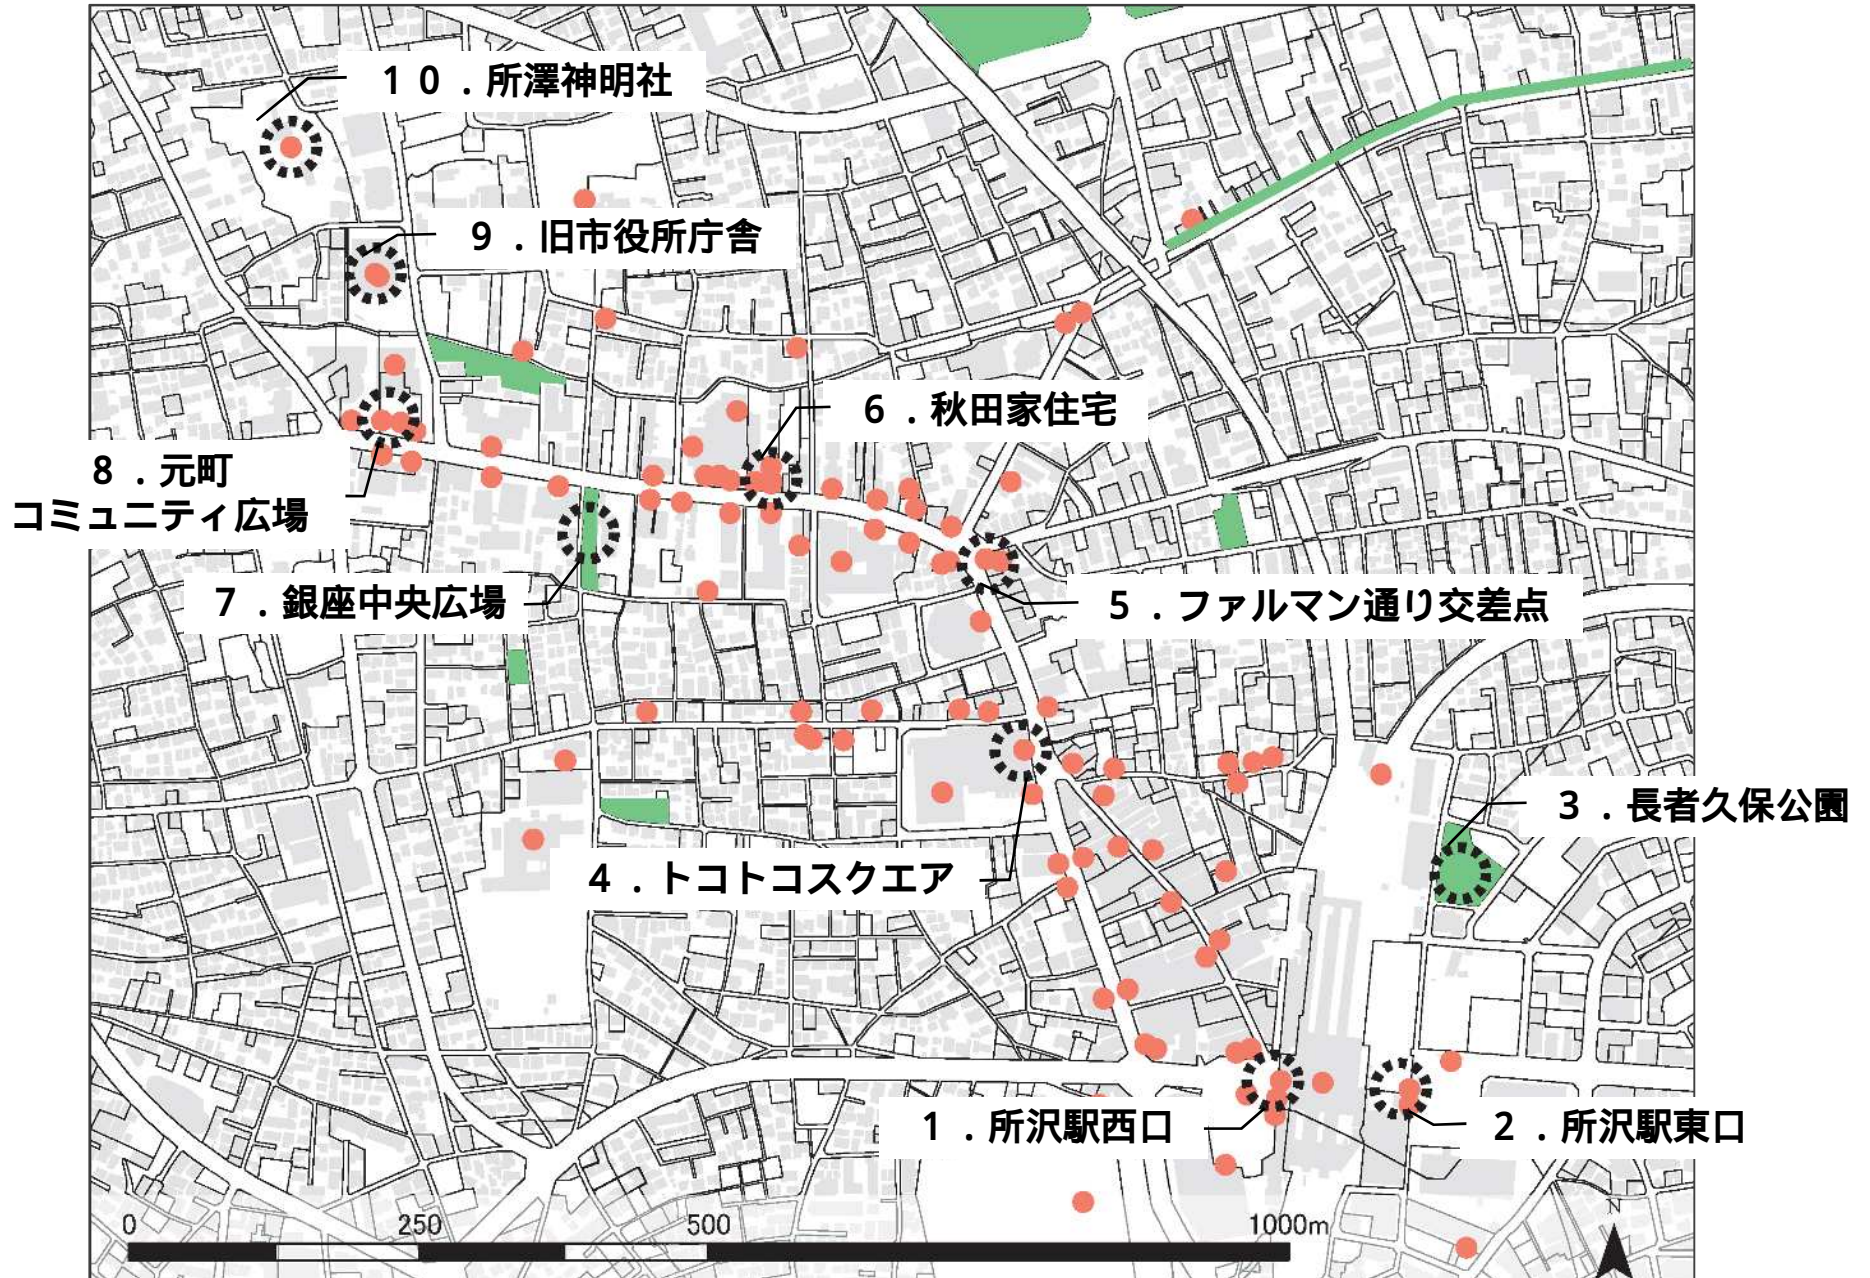 １０．所澤神明社
９．旧市役所庁舎
６．秋田家住宅
８．元町
コミュニティ広場
７．銀座中央広場
５．ファルマン通り交差点
３．長者久保公園
４．トコトコスクエア
１．所沢駅西口
２．所沢駅東口
0 250 500 1000m
N